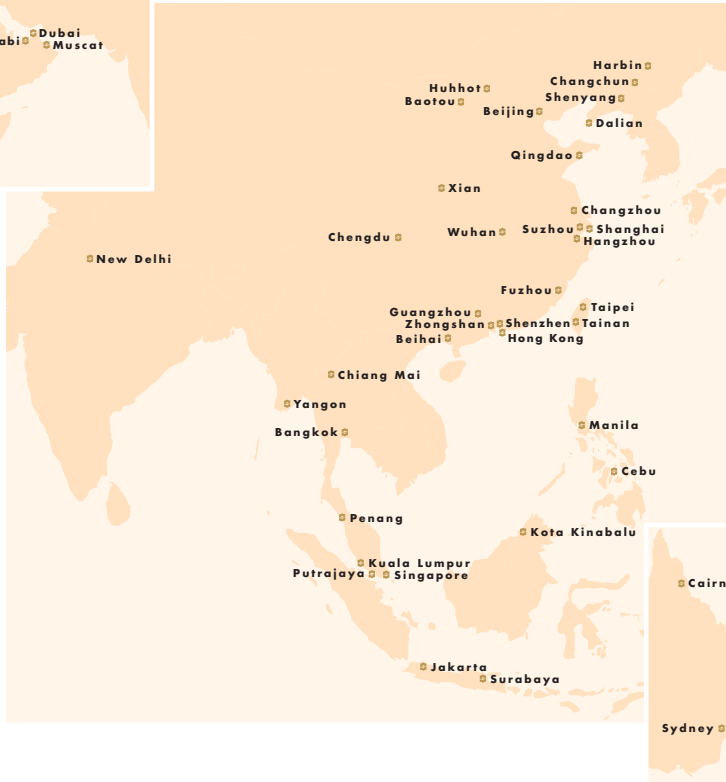 Dubai
abi
Muscat
Harbin
Changchun
Huhhot
Shenyang
Baotou
Beijing
Dalian
Qingdao
Xian
Changzhou
Suzhou
Shanghai
Wuhan
Chengdu
Hangzhou
New Delhi
Fuzhou
Taipei
Guangzhou
Zhongshan
Shenzhen
Tainan
Beihai
Hong Kong
Chiang Mai
Yangon
Manila
Bangkok
Cebu
Penang
Kota Kinabalu
Kuala Lumpur
Putrajaya
Singapore
Cairn
Jakarta
Surabaya
Sydney